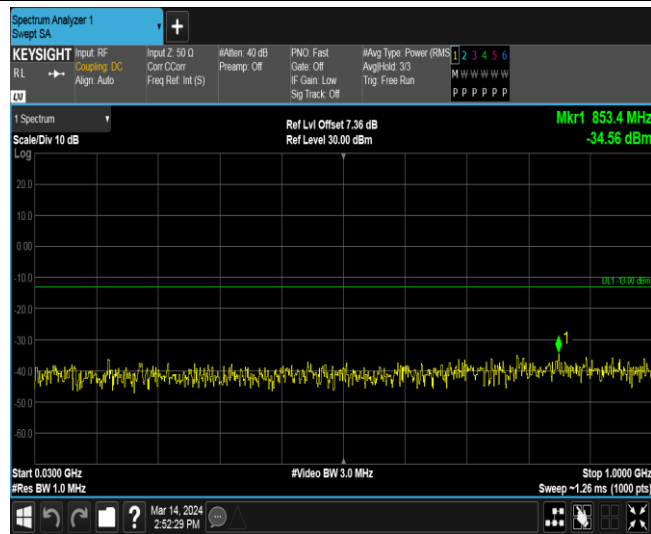 Spectrum Analyzer 1
Swept SA
+
KEYSIGHT Input: RF Input Z: 50 Ω #Atten: 40 dB PNO: Fast #Avg Type: Power (RMS 1 2 3 4 5 6
RL Coupling: DC Corr CCorr Preamp: Off Gate: Off Avg|Hold: 3/3 M W W W W W
Align: Auto Freq Ref: Int (S) IF Gain: Low Trig: Free Run
LXI Sig Track: Off P P P P P P
1 Spectrum Ref Lvl Offset 7.36 dB Mkr1 853.4 MHz
Scale/Div 10 dB Ref Level 30.00 dBm -34.56 dBm
Log
20.0
10.0
0.00
-10.0
DL1 -13.00 dBm
-20.0
-30.0
1
-40.0
-50.0
-60.0
Start 0.0300 GHz #Video BW 3.0 MHz Stop 1.0000 GHz
#Res BW 1.0 MHz Sweep ~1.26 ms (1000 pts)
? Mar 14, 2024
2:52:29 PM